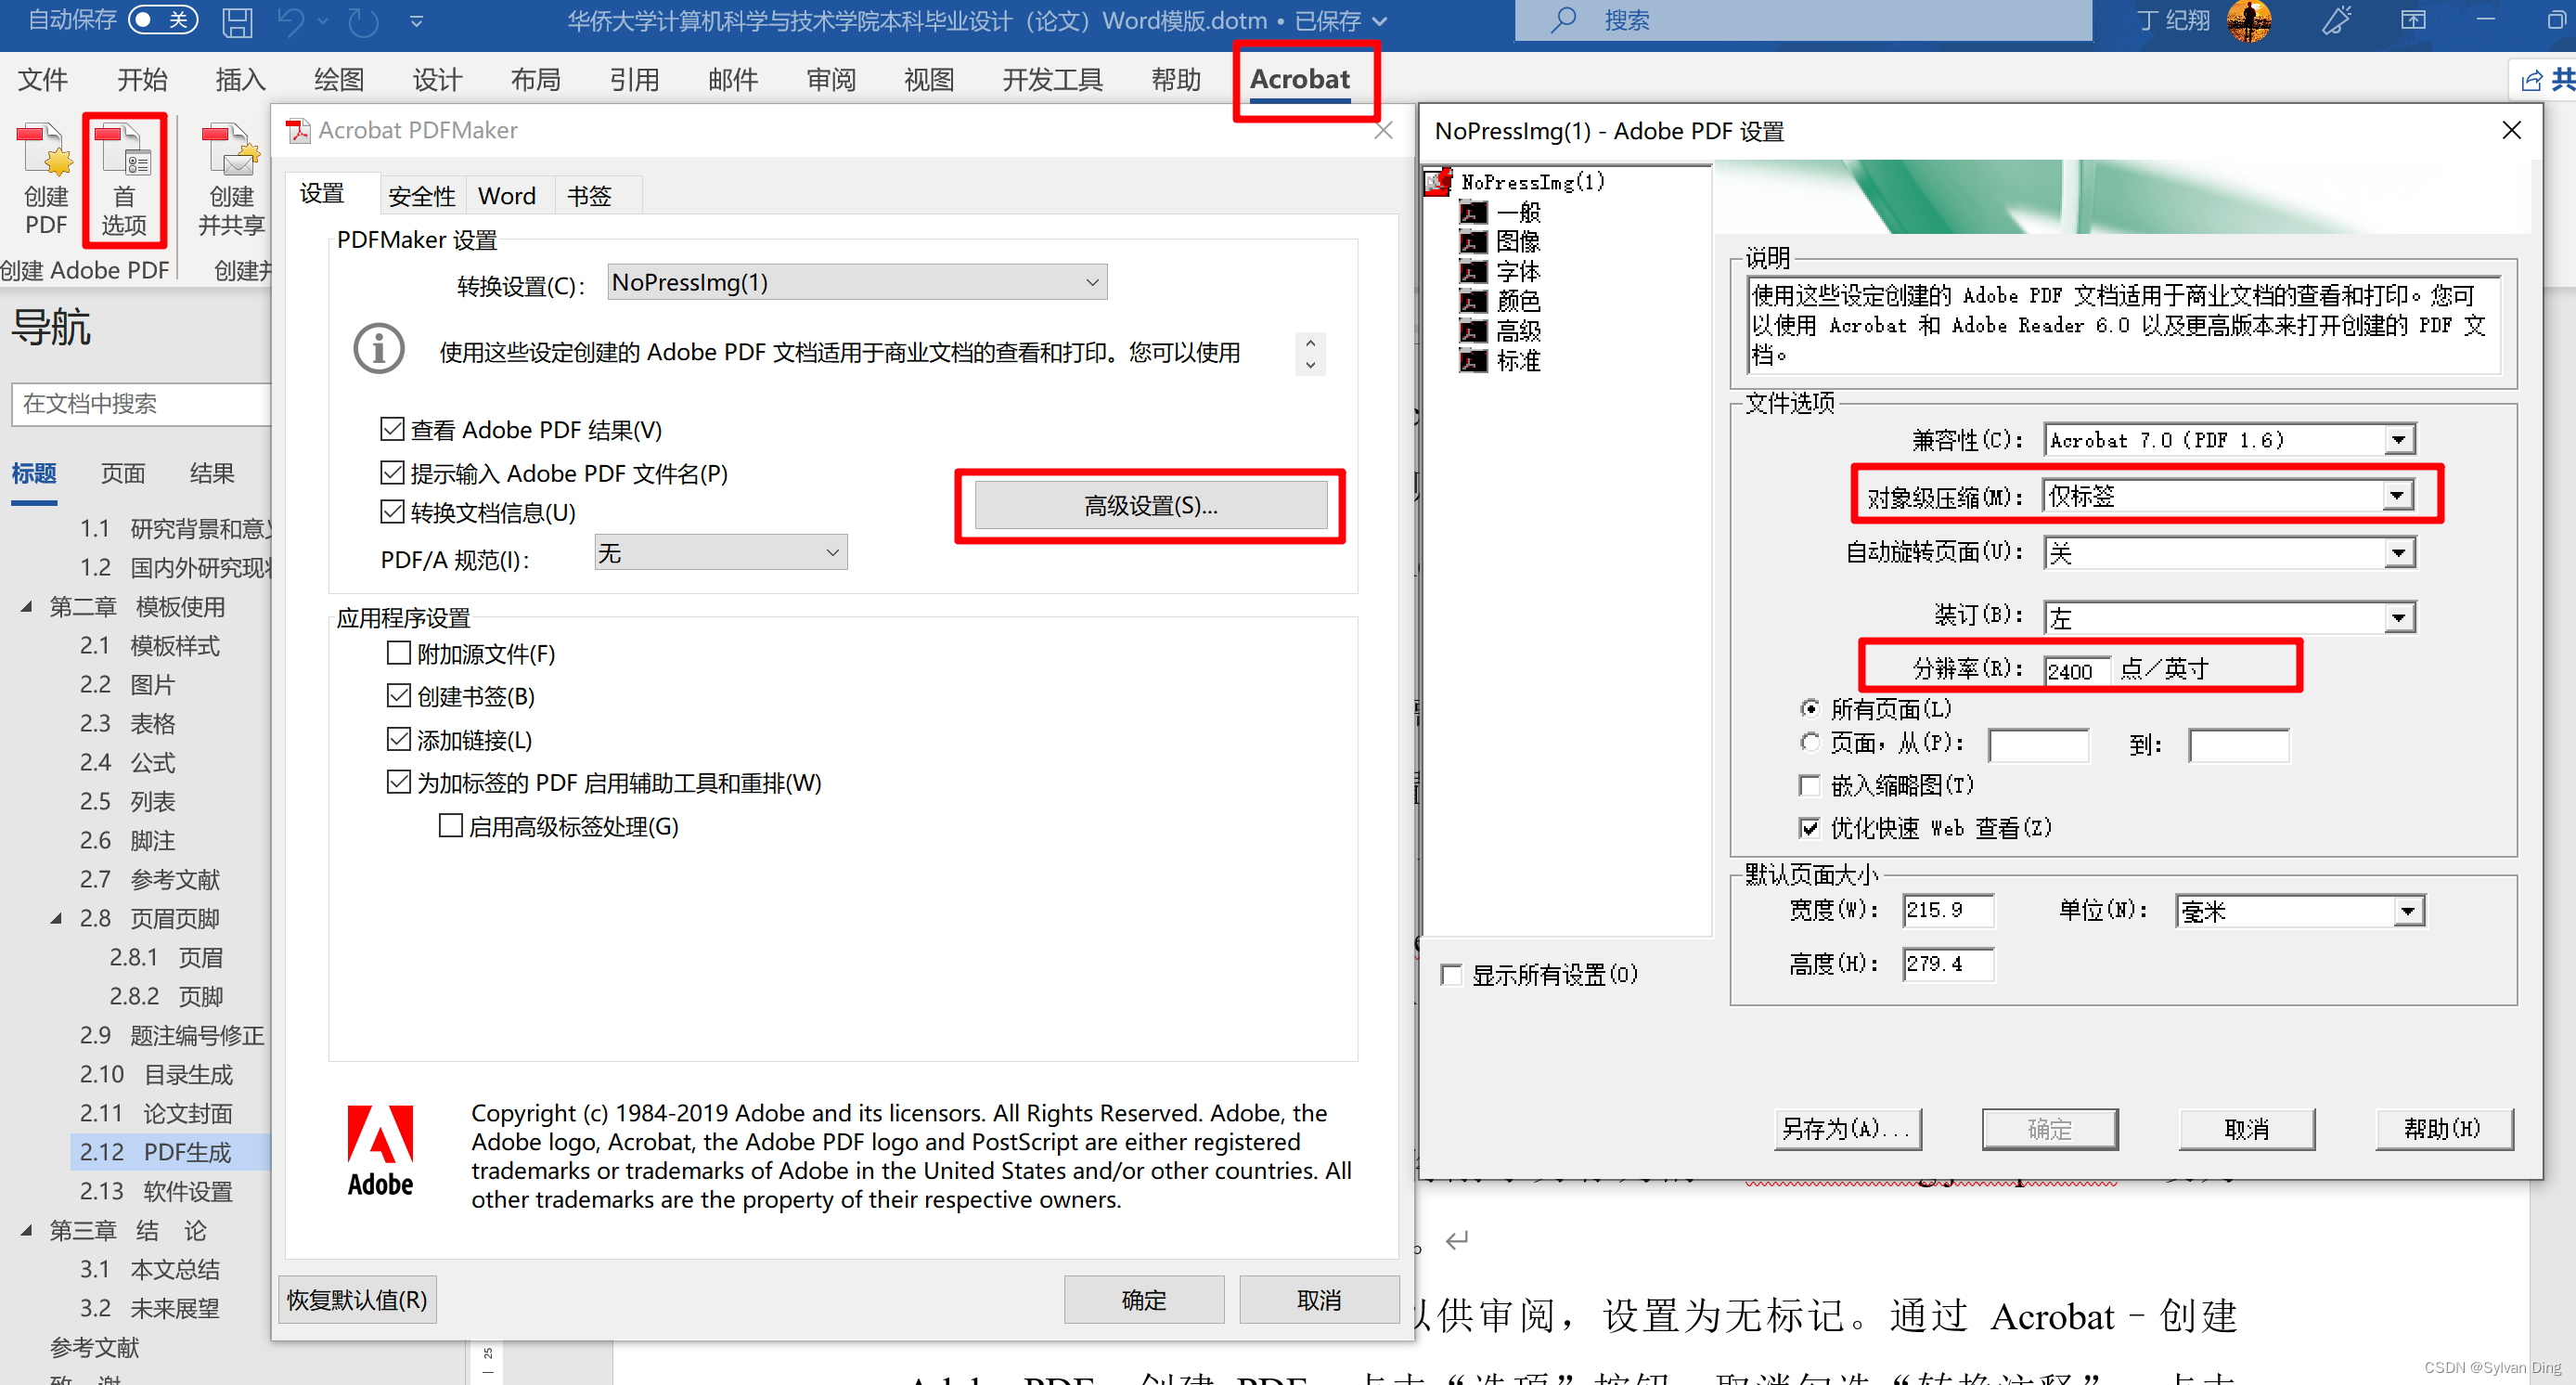 自动保存 关
华侨大学计算机科学与技术学院本科毕业设计（论文）Word模版.dotm • 已保存
搜索
丁 纪翔
文件 开始 插入 绘图 设计 布局 引用 邮件 审阅 视图 开发工具 帮助 Acrobat
共
创建
PDF
首
选项
创建
并共享
创建 Adobe PDF
创建并
导航
在文档中搜索
标题 页面 结果
1.1 研究背景和意义
1.2 国内外研究现状
第二章 模板使用
2.1 模板样式
2.2 图片
2.3 表格
2.4 公式
2.5 列表
2.6 脚注
2.7 参考文献
2.8 页眉页脚
2.8.1 页眉
2.8.2 页脚
2.9 题注编号修正
2.10 目录生成
2.11 论文封面
2.12 PDF生成
2.13 软件设置
第三章 结 论
3.1 本文总结
3.2 未来展望
参考文献
致 谢
Acrobat PDFMaker
设置 安全性 Word 书签
PDFMaker 设置
转换设置(C): NoPressImg(1)
使用这些设定创建的 Adobe PDF 文档适用于商业文档的查看和打印。您可以使用
查看 Adobe PDF 结果(V)
提示输入 Adobe PDF 文件名(P)
转换文档信息(U)
高级设置(S)...
PDF/A 规范(I): 无
应用程序设置
附加源文件(F)
创建书签(B)
添加链接(L)
为加标签的 PDF 启用辅助工具和重排(W)
启用高级标签处理(G)
Adobe
Copyright (c) 1984-2019 Adobe and its licensors. All Rights Reserved. Adobe, the
Adobe logo, Acrobat, the Adobe PDF logo and PostScript are either registered
trademarks or trademarks of Adobe in the United States and/or other countries. All
other trademarks are the property of their respective owners.
恢复默认值(R) 确定 取消
NoPressImg(1) - Adobe PDF 设置
NoPressImg(1)
一般
图像
字体
颜色
高级
标准
显示所有设置(O)
说明
使用这些设定创建的 Adobe PDF 文档适用于商业文档的查看和打印。您可
以使用 Acrobat 和 Adobe Reader 6.0 以及更高版本来打开创建的 PDF 文
档。
文件选项
兼容性(C): Acrobat 7.0 (PDF 1.6)
对象级压缩(M): 仅标签
自动旋转页面(U): 关
装订(B): 左
分辨率(R): 2400 点／英寸
所有页面(L)
页面，从(P): 到:
嵌入缩略图(T)
优化快速 Web 查看(Z)
默认页面大小
宽度(W): 215.9 单位(N): 毫米
高度(H): 279.4
另存为(A)... 确定 取消 帮助(H)
25
。
以供审阅，设置为无标记。通过 Acrobat - 创建
Adobe PDF - 创建 PDF，点击“选项”按钮，取消勾选“转换注释”，点击
CSDN @Sylvan Ding